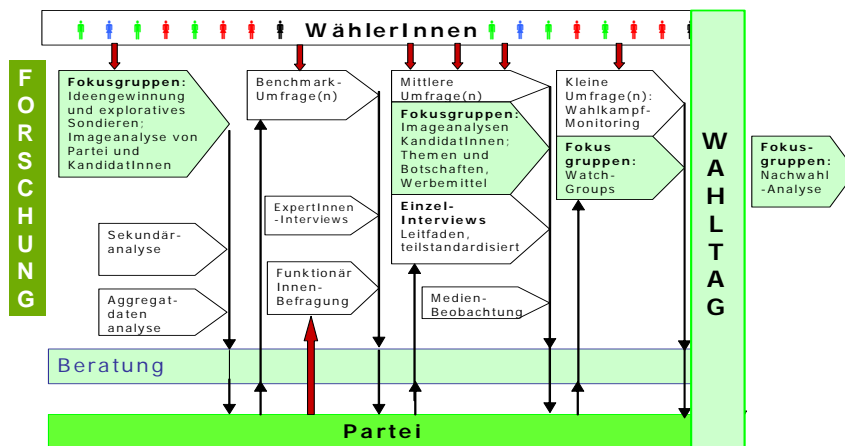 WählerInnen
FORSCHUNG
Fokusgruppen:
Ideengewinnung
und exploratives
Sondieren;
Imageanalyse von
Partei und
KandidatInnen
Sekundär-
analyse
Aggregat-
daten
analyse
Benchmark-
Umfrage(n)
ExpertInnen
-Interviews
Funktionär
Innen-
Befragung
Mittlere
Umfrage(n)
Fokusgruppen:
Imageanalysen
KandidatInnen;
Themen und
Botschaften,
Werbemittel
Einzel-
Interviews
Leitfaden,
teilstandardisiert
Medien-
Beobachtung
Kleine
Umfrage(n):
Wahlkampf-
Monitoring
Fokus
gruppen:
Watch-
Groups
WAHLTAG
Fokus-
gruppen:
Nachwahl
-Analyse
Beratung
Partei